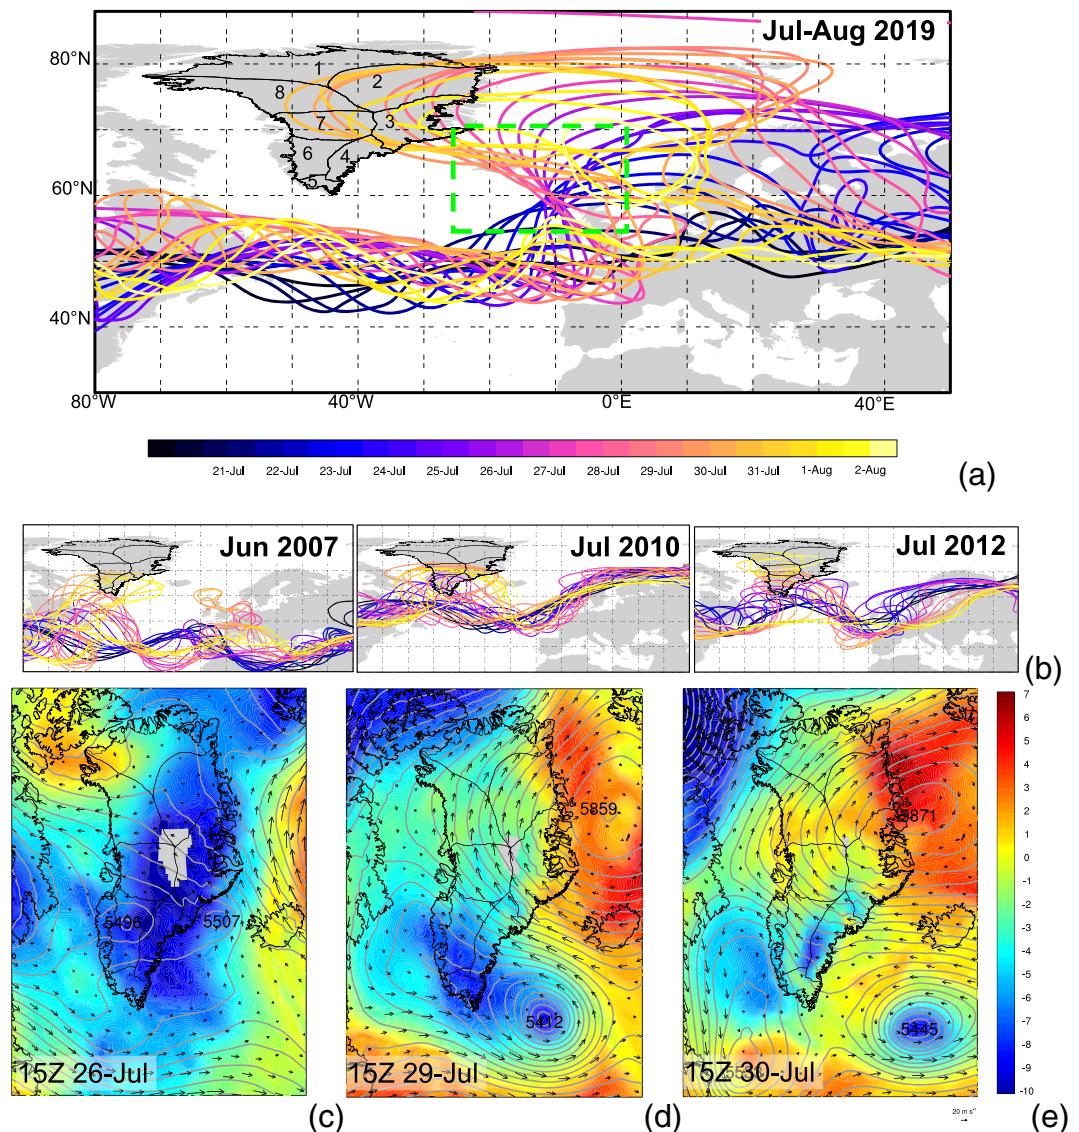 Jul-Aug 2019
80°N
60°N
40°N
1
2
8
7
3
6
4
5
80°W
40°W
0°E
40°E
21-Jul 22-Jul 23-Jul 24-Jul 25-Jul 26-Jul 27-Jul 28-Jul 29-Jul 30-Jul 31-Jul 1-Aug 2-Aug
(a)
Jun 2007
Jul 2010
Jul 2012
(b)
5496
5507
15Z 26-Jul
(c)
5859
5412
15Z 29-Jul
(d)
5871
5445
15Z 30-Jul
7
6
5
4
3
2
1
0
-1
-2
-3
-4
-5
-6
-7
-8
-9
-10
20 m s⁻¹
(e)